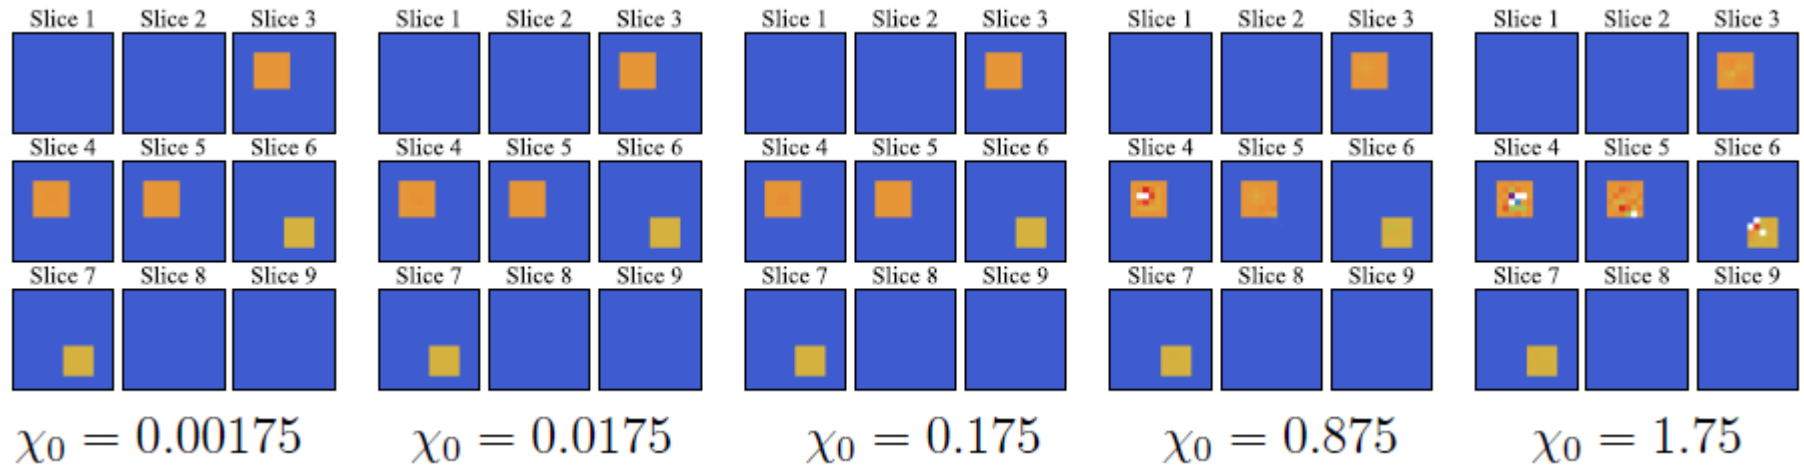 Slice 1 Slice 2 Slice 3 Slice 1 Slice 2 Slice 3 Slice 1 Slice 2 Slice 3 Slice 1 Slice 2 Slice 3 Slice 1 Slice 2 Slice 3
Slice 4 Slice 5 Slice 6 Slice 4 Slice 5 Slice 6 Slice 4 Slice 5 Slice 6 Slice 4 Slice 5 Slice 6 Slice 4 Slice 5 Slice 6
Slice 7 Slice 8 Slice 9 Slice 7 Slice 8 Slice 9 Slice 7 Slice 8 Slice 9 Slice 7 Slice 8 Slice 9 Slice 7 Slice 8 Slice 9
χ₀ = 0.00175 χ₀ = 0.0175 χ₀ = 0.175 χ₀ = 0.875 χ₀ = 1.75